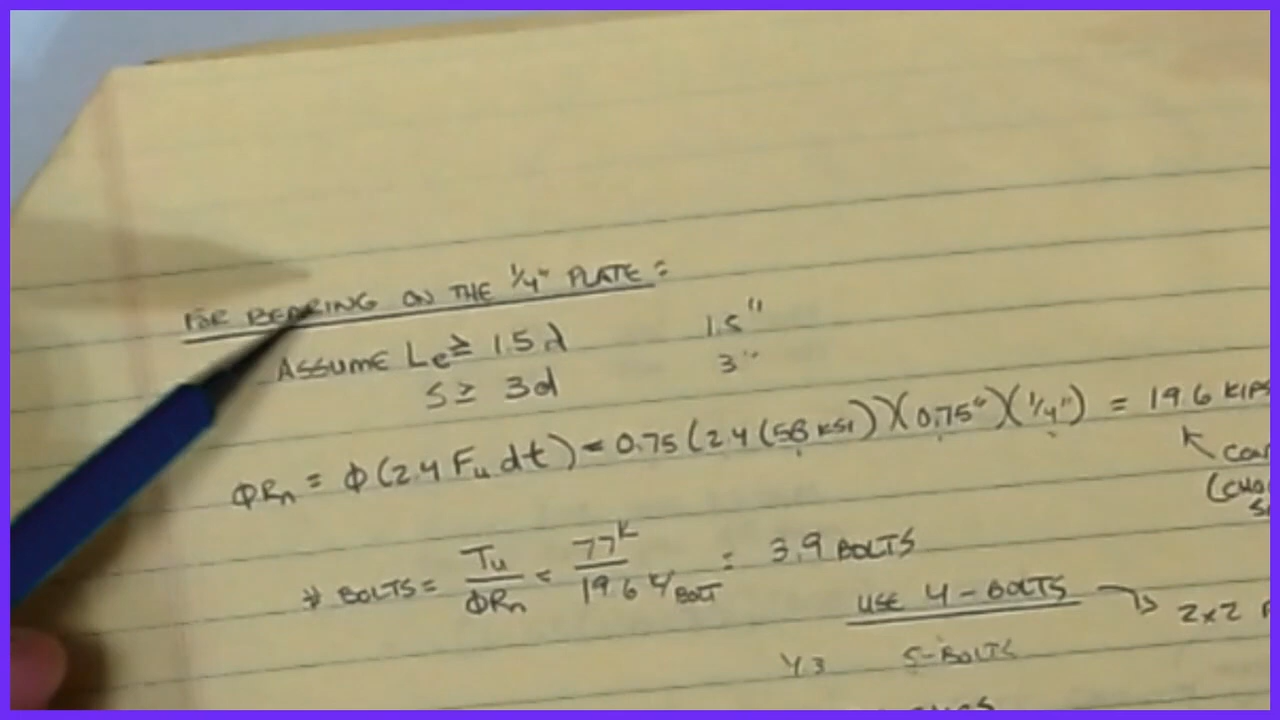 FOR BEARING ON THE 1/4" PLATE:
ASSUME Le ≥ 1.5d 1.5"
S ≥ 3d 3"
ΦRn = Φ(2.4 Fu dt) = 0.75(2.4(58 KSI))(0.75")(1/4") = 19.6 KIPS
# BOLTS = Tu/ΦRn = 77K/19.6 K/BOLT = 3.9 BOLTS
USE 4-BOLTS → 2x2
5-BOLTS